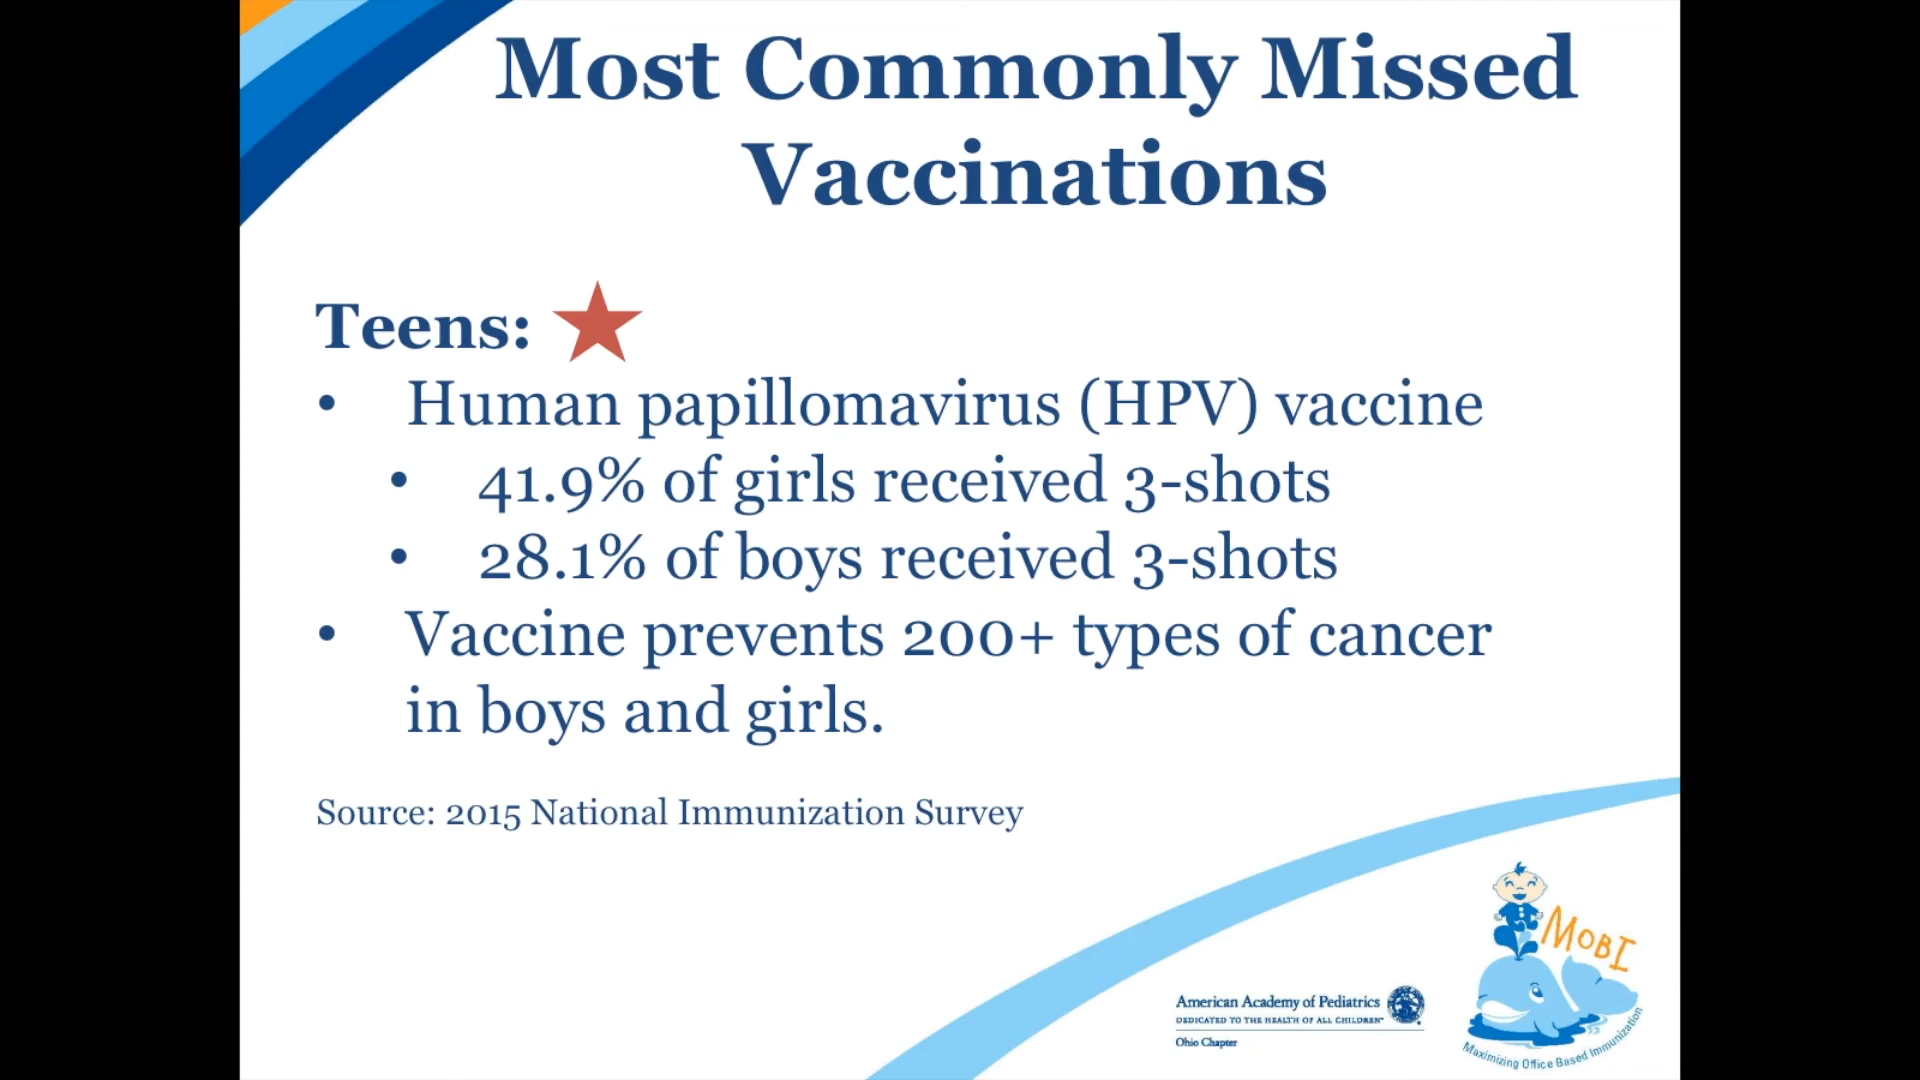 Most Commonly Missed
Vaccinations
Teens:
• Human papillomavirus (HPV) vaccine
• 41.9% of girls received 3-shots
• 28.1% of boys received 3-shots
• Vaccine prevents 200+ types of cancer
in boys and girls.
Source: 2015 National Immunization Survey
MOBI
American Academy of Pediatrics
DEDICATED TO THE HEALTH OF ALL CHILDREN™
Ohio Chapter
Maximizing Office Based Immunization